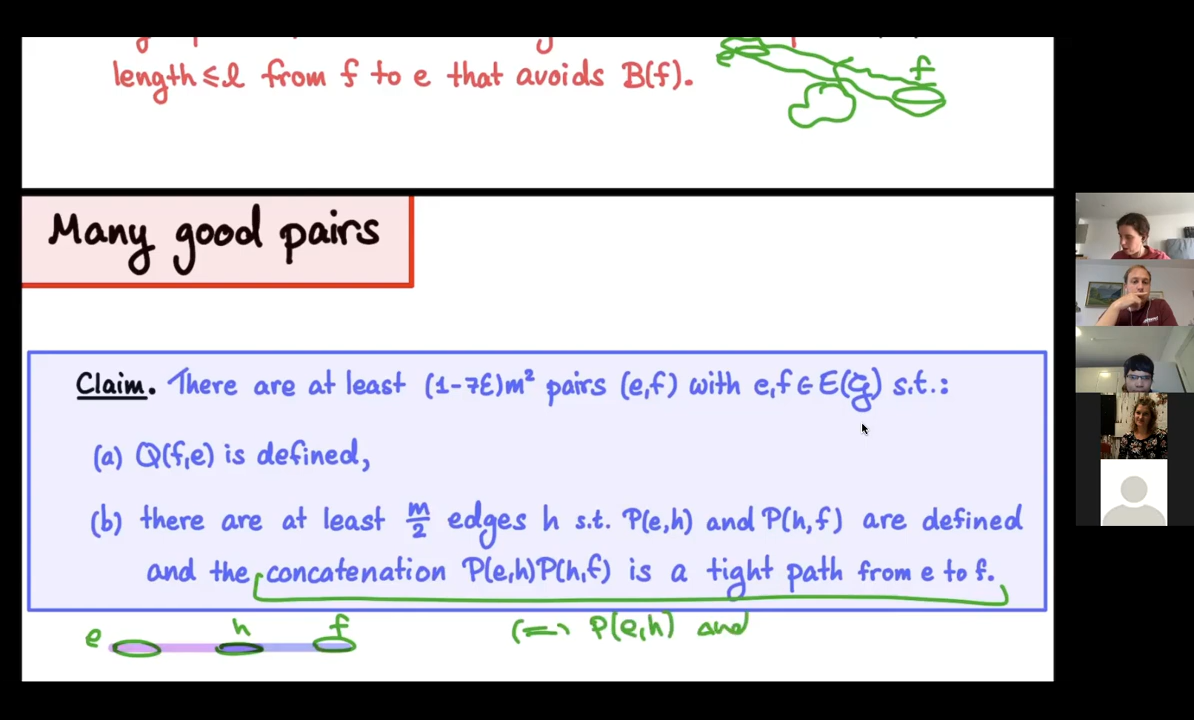 e
f
length ≤ ℓ from f to e that avoids B(f).
Many good pairs
Claim. There are at least (1-7ε)m² pairs (e,f) with e,f ∈ E(G) s.t.:
(a) Q(f,e) is defined,
(b) there are at least m/2 edges h s.t. P(e,h) and P(h,f) are defined
and the concatenation P(e,h)P(h,f) is a tight path from e to f.
e h f
(⇔) P(e,h) and